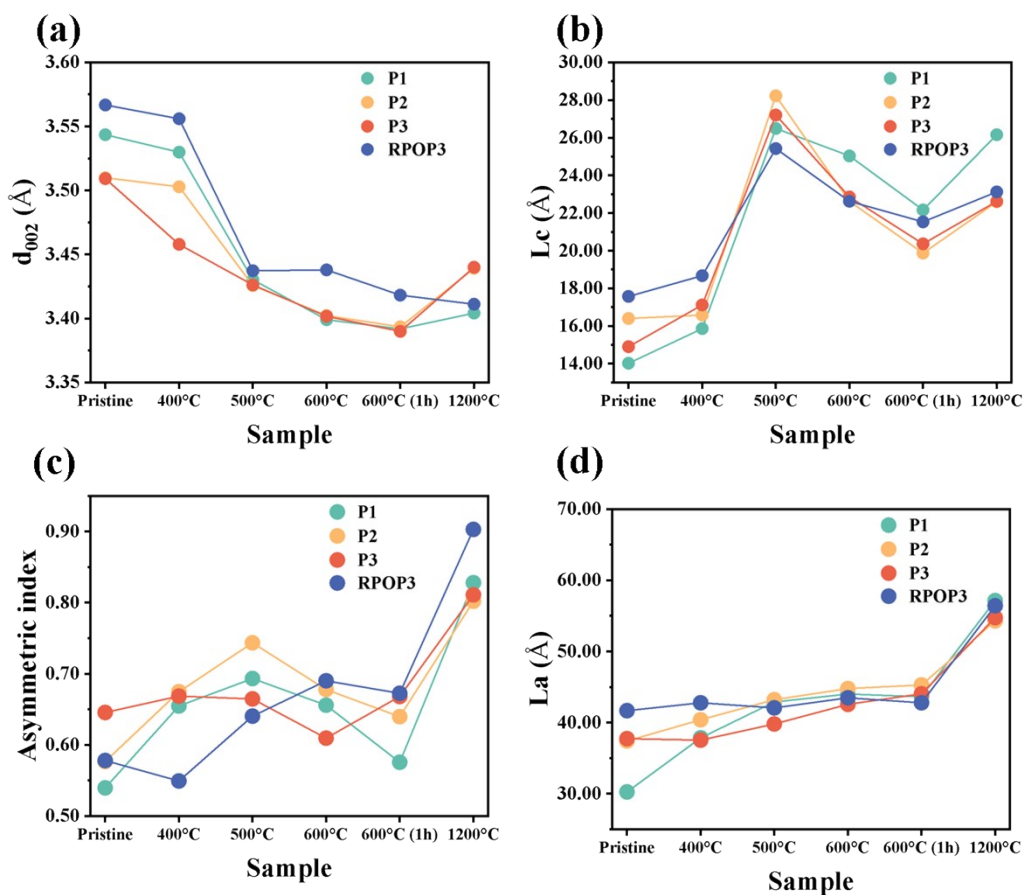 (a)
3.60
3.55
3.50
3.45
3.40
3.35
d002 (Å)
P1
P2
P3
RPOP3
Pristine 400°C 500°C 600°C 600°C (1h) 1200°C
Sample
(b)
30.00
28.00
26.00
24.00
22.00
20.00
18.00
16.00
14.00
Lc (Å)
P1
P2
P3
RPOP3
Pristine 400°C 500°C 600°C 600°C (1h) 1200°C
Sample
(c)
0.90
0.80
0.70
0.60
0.50
Asymmetric index
P1
P2
P3
RPOP3
Pristine 400°C 500°C 600°C 600°C (1h) 1200°C
Sample
(d)
70.00
60.00
50.00
40.00
30.00
La (Å)
P1
P2
P3
RPOP3
Pristine 400°C 500°C 600°C 600°C (1h) 1200°C
Sample